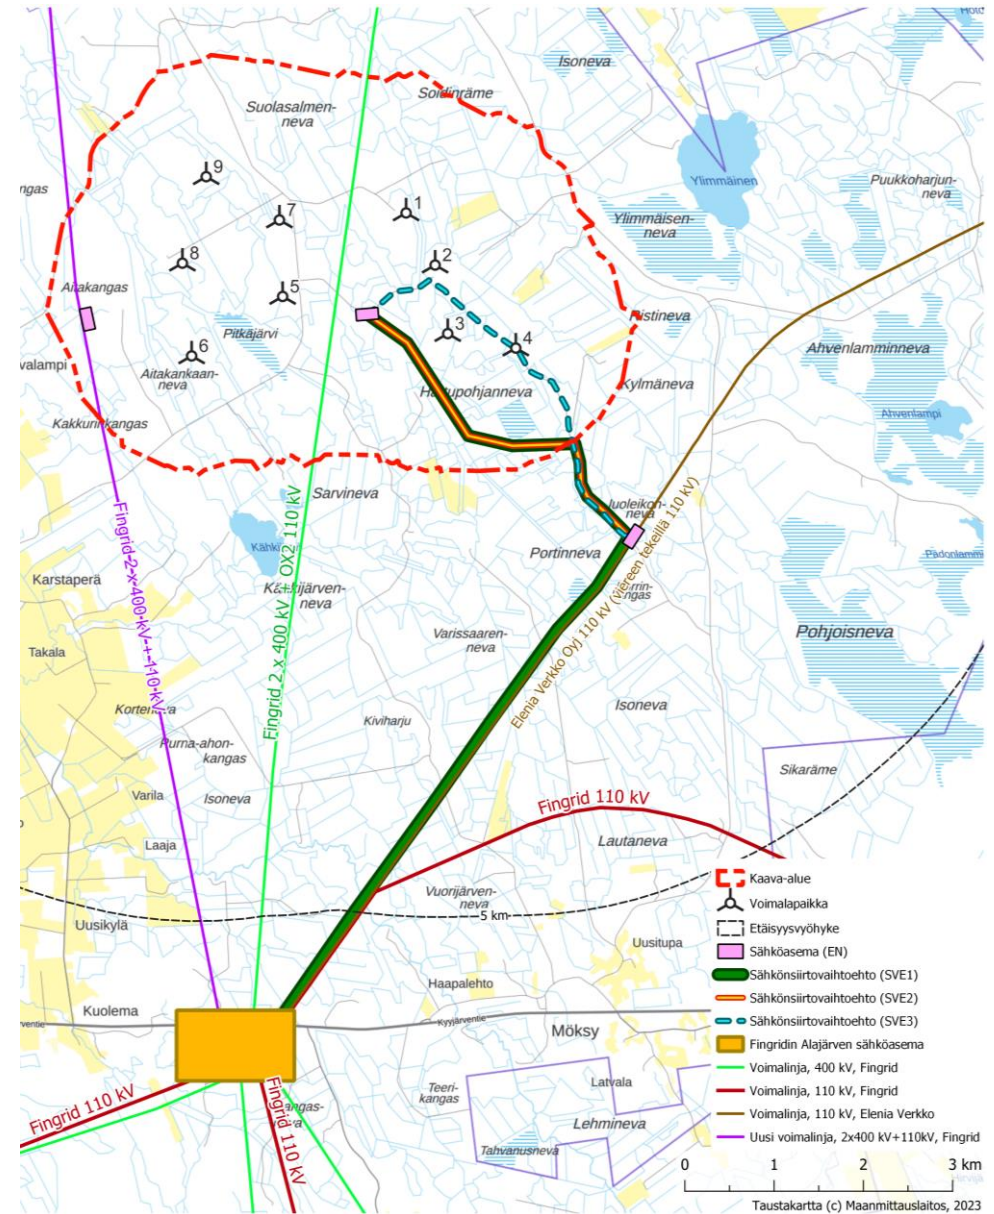 Isoneva
Soidinräme
Suolasalmen-
neva
9
7
1
8
2
5
3
4
6
Ylimmäinen
Ylimmäisen-
neva
Puukkoharjun-
neva
ngas
Aitakangas
Pitkäjärvi
Aitakankaan-
neva
valampi
Kakkurinkangas
Ristineva
Kylmäneva
Ahvenlamminneva
Ahvenlampi
Sarvineva
Portinneva
Varissaaren-
neva
Pohjoisneva
Karstaperä
Takala
Purna-ahon-
kangas
Varila
Isoneva
Laaja
Kiviharju
Isoneva
Sikaräme
Lautaneva
Vuorijärven-
neva
Uusikylä
Uusitupa
Haapalehto
Kuolema
Kyyjärventie
Möksy
Latvala
Teeri-
kangas
Lehmineva
Tahvanusneva
Fingrid 2 x 400 kV + 110 kV
Fingrid 2 x 400 kV + OX2 110 kV
Elenia Verkko Oyj 110 kV (viereen tekeillä 110 kV)
Fingrid 110 kV
5 km
Fingrid 110 kV
Fingrid 110 kV
Kaava-alue
Voimalapaikka
Etäisyysvyöhyke
Sähköasema (EN)
Sähkönsiirtovaihtoehto (SVE1)
Sähkönsiirtovaihtoehto (SVE2)
Sähkönsiirtovaihtoehto (SVE3)
Fingridin Alajärven sähköasema
Voimalinja, 400 kV, Fingrid
Voimalinja, 110 kV, Fingrid
Voimalinja, 110 kV, Elenia Verkko
Uusi voimalinja, 2x400 kV+110kV, Fingrid
0 1 2 3 km
Taustakartta (c) Maanmittauslaitos, 2023